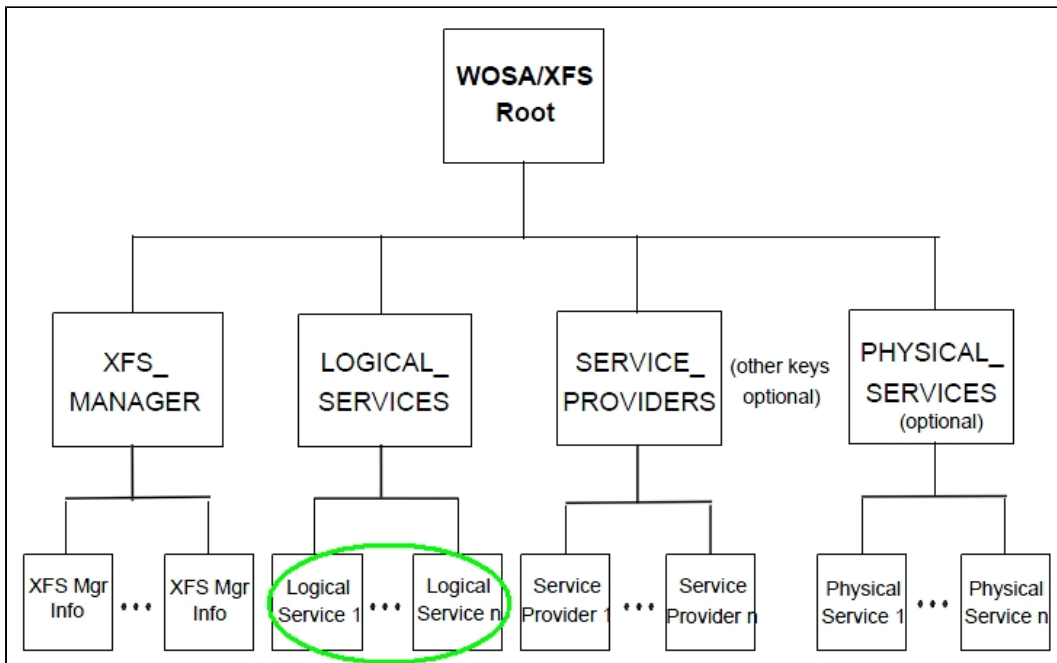 WOSA/XFS
Root
XFS_
MANAGER
LOGICAL_
SERVICES
SERVICE_
PROVIDERS
(other keys
optional)
PHYSICAL_
SERVICES
(optional)
XFS Mgr
Info
•••
XFS Mgr
Info
Logical
Service 1
•••
Logical
Service n
Service
Provider 1
•••
Service
Provider n
Physical
Service 1
•••
Physical
Service n